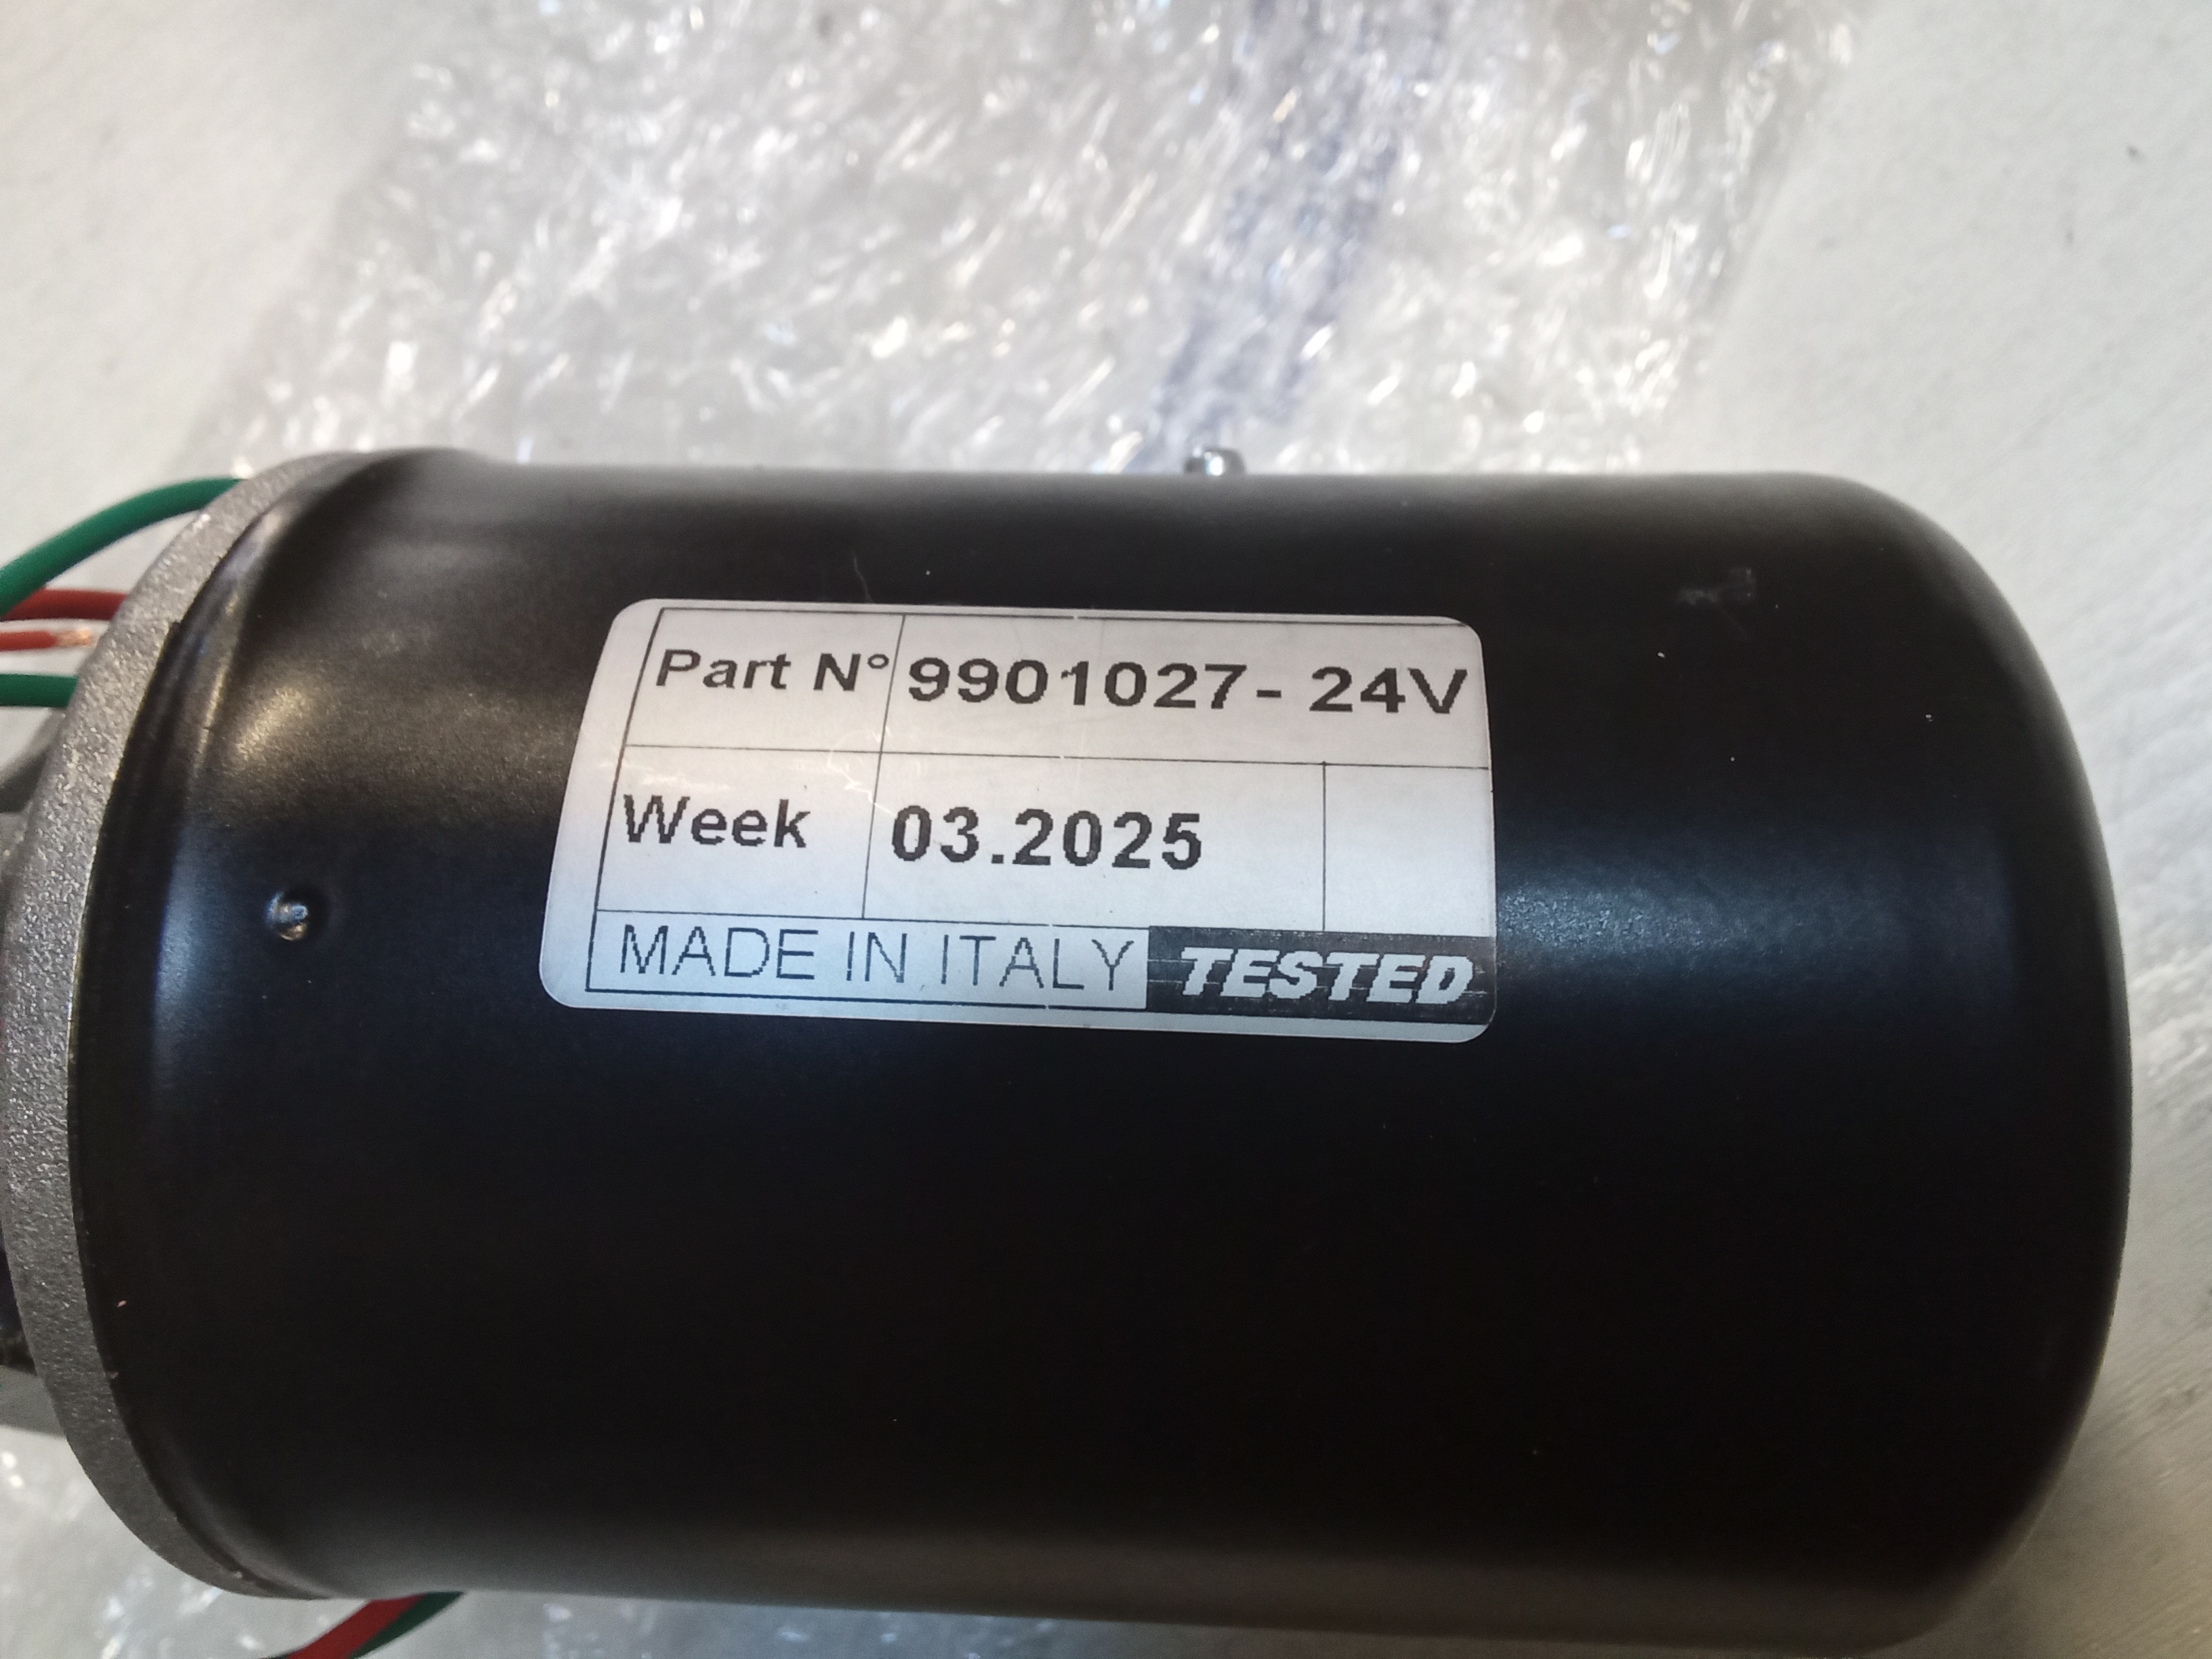 Part N° 9901027- 24V
Week 03.2025
MADE IN ITALY TESTED